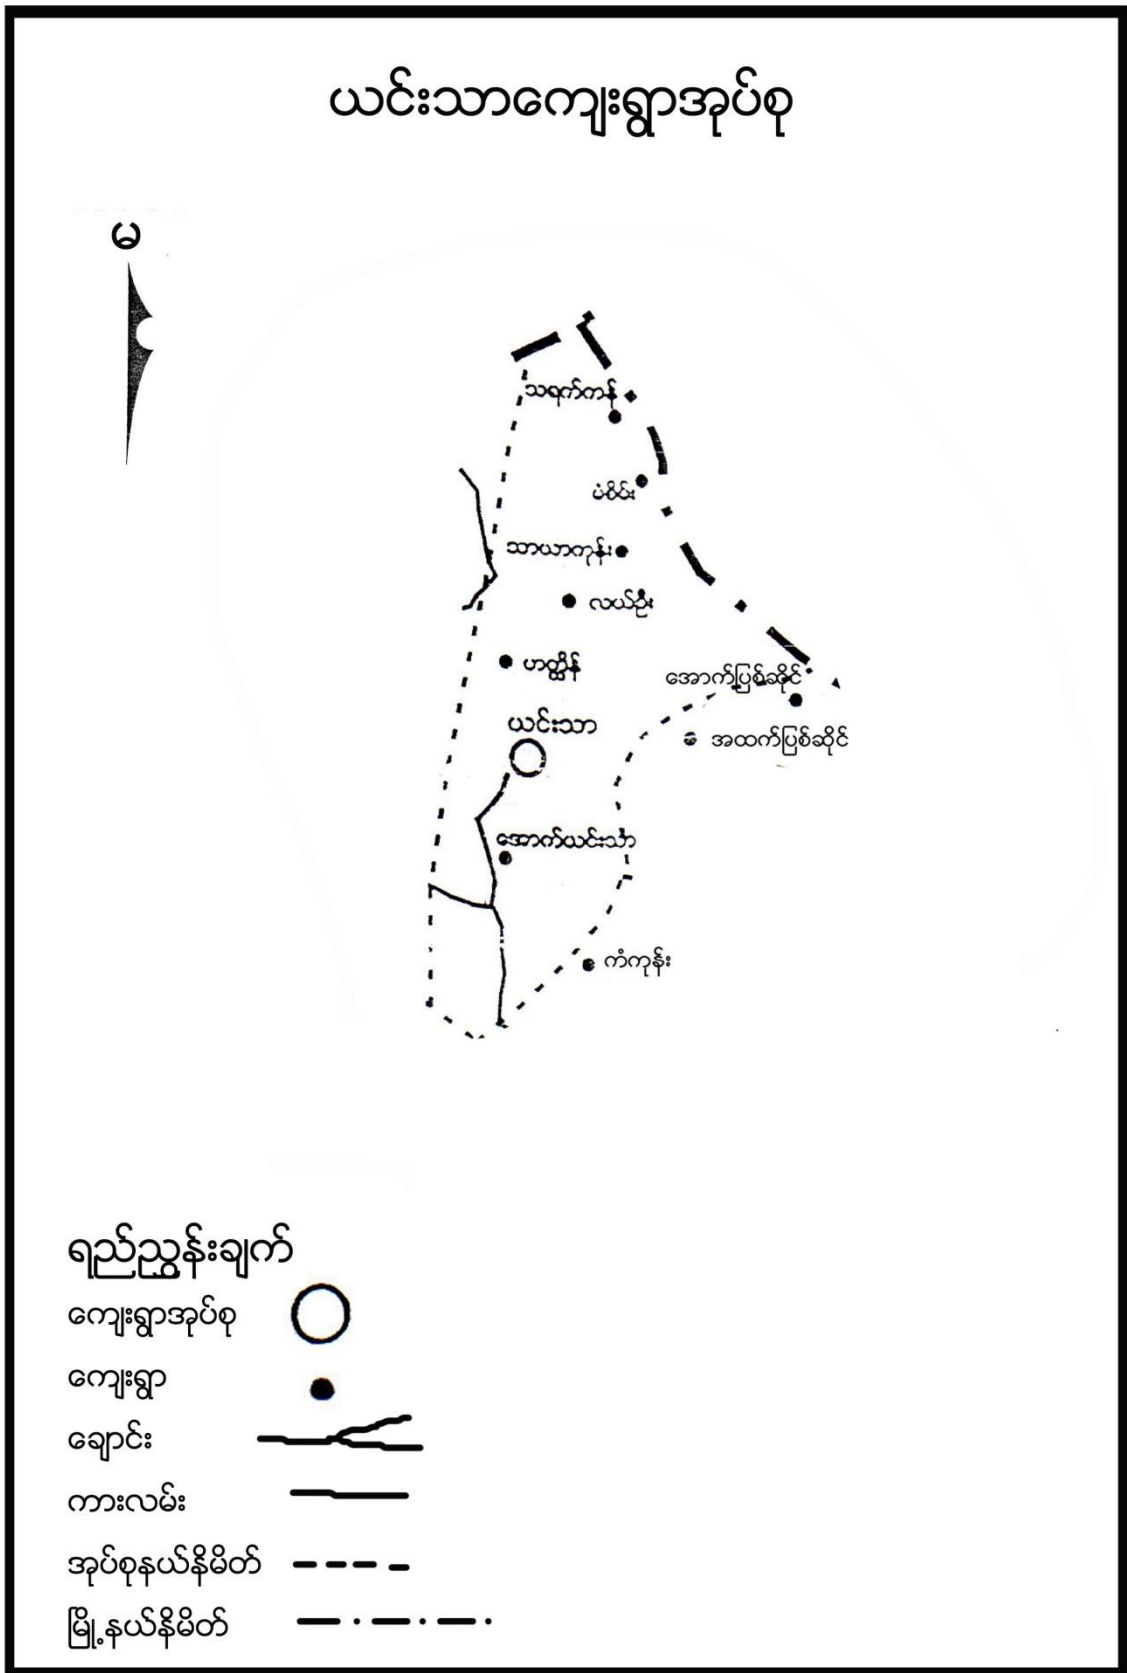 ယင်းသာကျေးရွာအုပ်စု
မ
သရက်ကန်
ပံစိမ်း
သာယာကုန်း
လယ်ဦး
ဟတ္ထိန်
အောက်ပြစ်ဆိုင်
ယင်းသာ
အထက်ပြစ်ဆိုင်
အောက်ယင်းသာ
ကံကုန်း
ရည်ညွှန်းချက်
ကျေးရွာအုပ်စု
ကျေးရွာ
ချောင်း
ကားလမ်း
အုပ်စုနယ်နိမိတ်
မြို့နယ်နိမိတ်